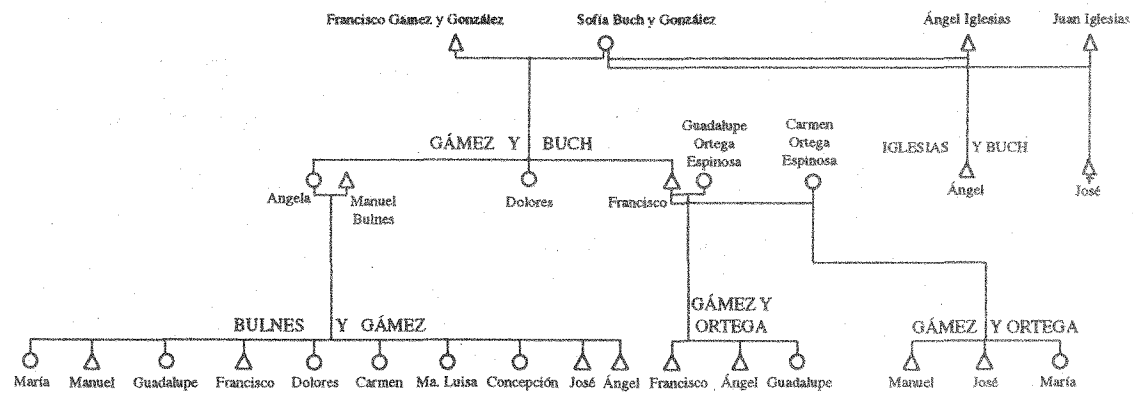 Francisco Gámez y González
Sofía Buch y González
Ángel Iglesias
Juan Iglesias
GÁMEZ Y BUCH
Guadalupe
Ortega
Espinosa
Carmen
Ortega
Espinosa
IGLESIAS Y BUCH
Angela
Manuel
Bulnes
Dolores
Francisco
Ángel
José
BULNES Y GÁMEZ
GÁMEZ Y
ORTEGA
GÁMEZ Y ORTEGA
María
Manuel
Guadalupe
Francisco
Dolores
Carmen
Ma. Luisa
Concepción
José
Ángel
Francisco
Ángel
Guadalupe
Manuel
José
María